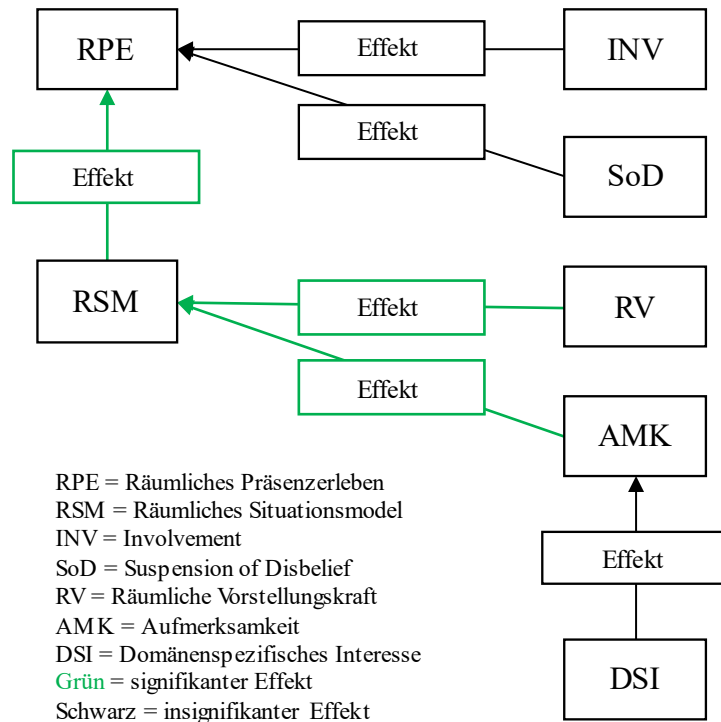 RPE
Effekt
INV
Effekt
SoD
Effekt
RSM
Effekt
RV
Effekt
AMK
Effekt
DSI
RPE = Räumliches Präsenzerleben
RSM = Räumliches Situationsmodel
INV = Involvement
SoD = Suspension of Disbelief
RV = Räumliche Vorstellungskraft
AMK = Aufmerksamkeit
DSI = Domänenspezifisches Interesse
Grün = signifikanter Effekt
Schwarz = insignifikanter Effekt